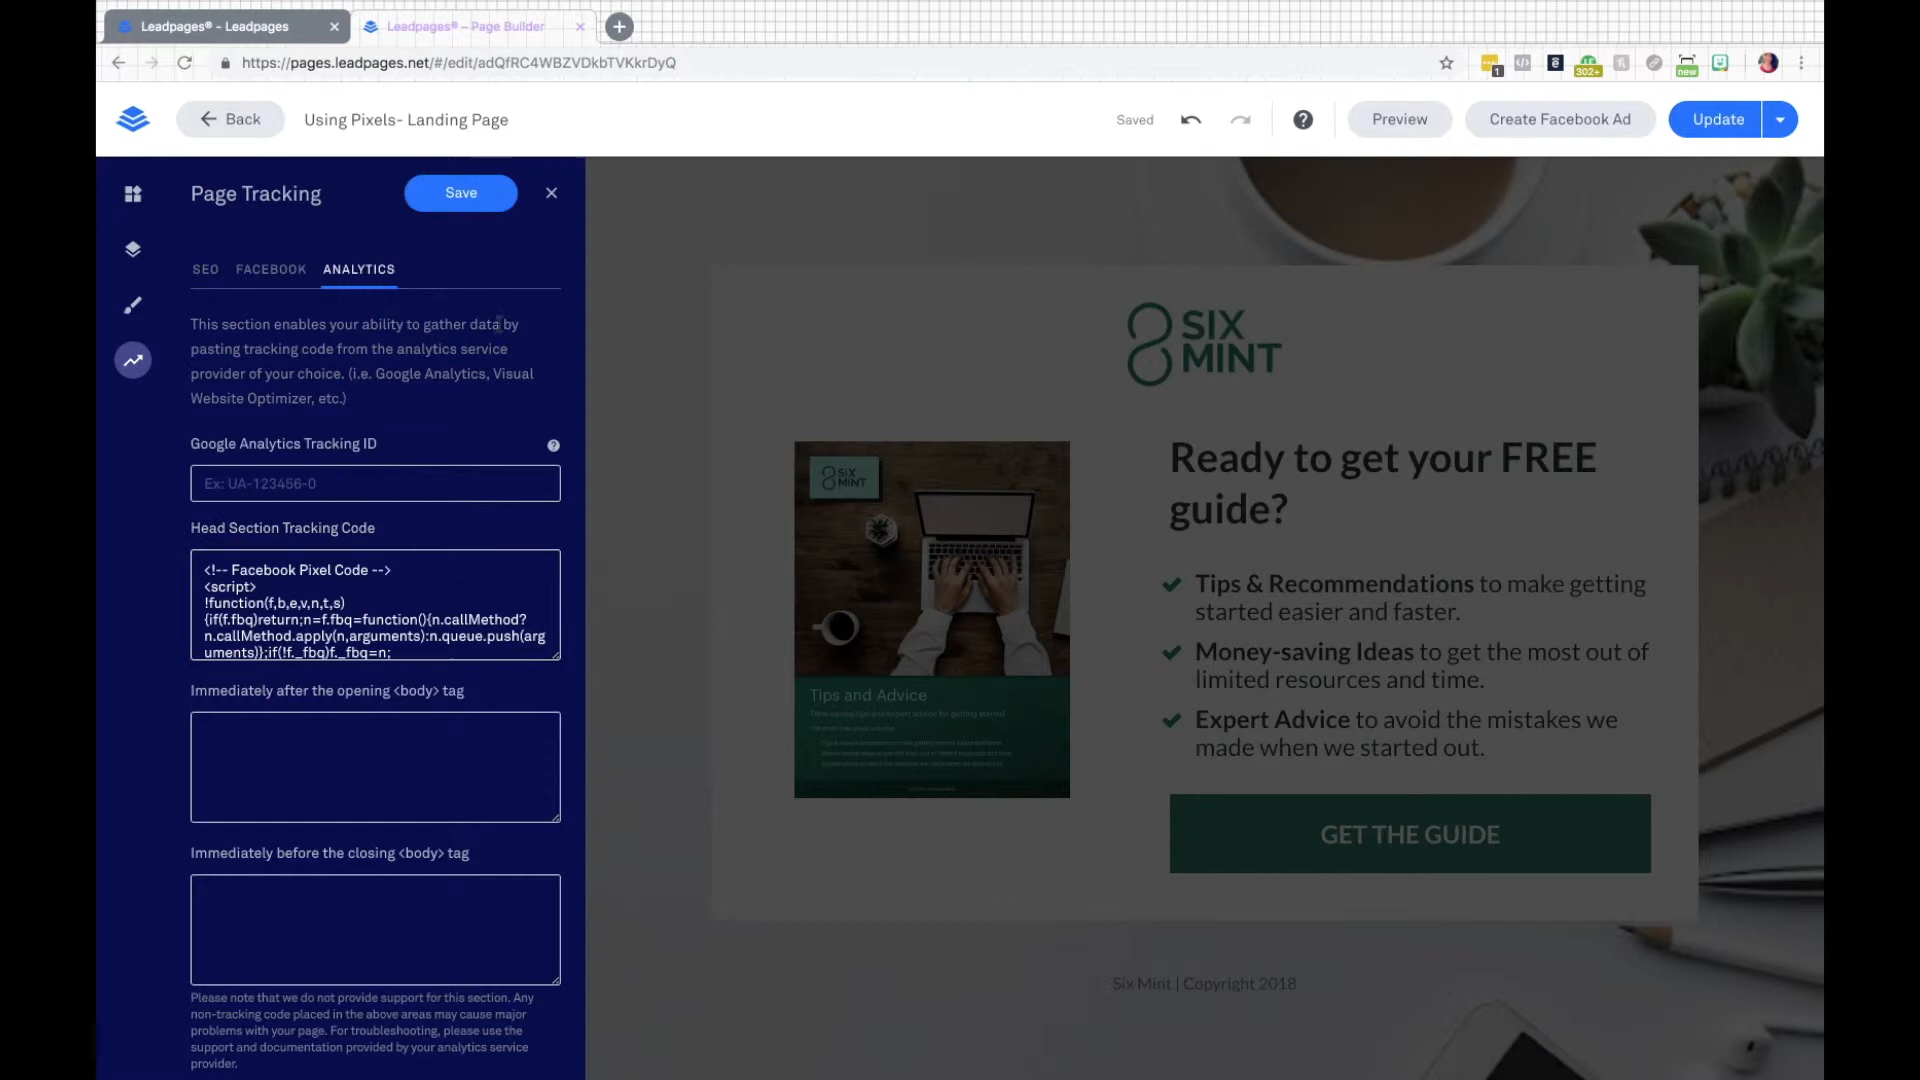 Leadpages® - Leadpages
Leadpages® – Page Builder
https://pages.leadpages.net/#/edit/adQfRC4WBZVDkbTVKkrDyQ
1
302+
new
Back
Using Pixels- Landing Page
Saved
Preview
Create Facebook Ad
Update
Page Tracking
Save
SEO
FACEBOOK
ANALYTICS
This section enables your ability to gather data by
pasting tracking code from the analytics service
provider of your choice. (i.e. Google Analytics, Visual
Website Optimizer, etc.)
Google Analytics Tracking ID
Ex: UA-123456-0
Head Section Tracking Code
<!-- Facebook Pixel Code -->
<script>
!function(f,b,e,v,n,t,s)
{if(f.fbq)return;n=f.fbq=function(){n.callMethod?
n.callMethod.apply(n,arguments):n.queue.push(arg
uments)};if(!f._fbq)f._fbq=n;
Immediately after the opening <body> tag
Immediately before the closing <body> tag
Please note that we do not provide support for this section. Any
non-tracking code placed in the above areas may cause major
problems with your page. For troubleshooting, please use the
support and documentation provided by your analytics service
provider.
SIX
MINT
SIX
MINT
Tips and Advice
Ready to get your FREE
guide?
Tips & Recommendations to make getting
started easier and faster.
Money-saving Ideas to get the most out of
limited resources and time.
Expert Advice to avoid the mistakes we
made when we started out.
GET THE GUIDE
Six Mint | Copyright 2018